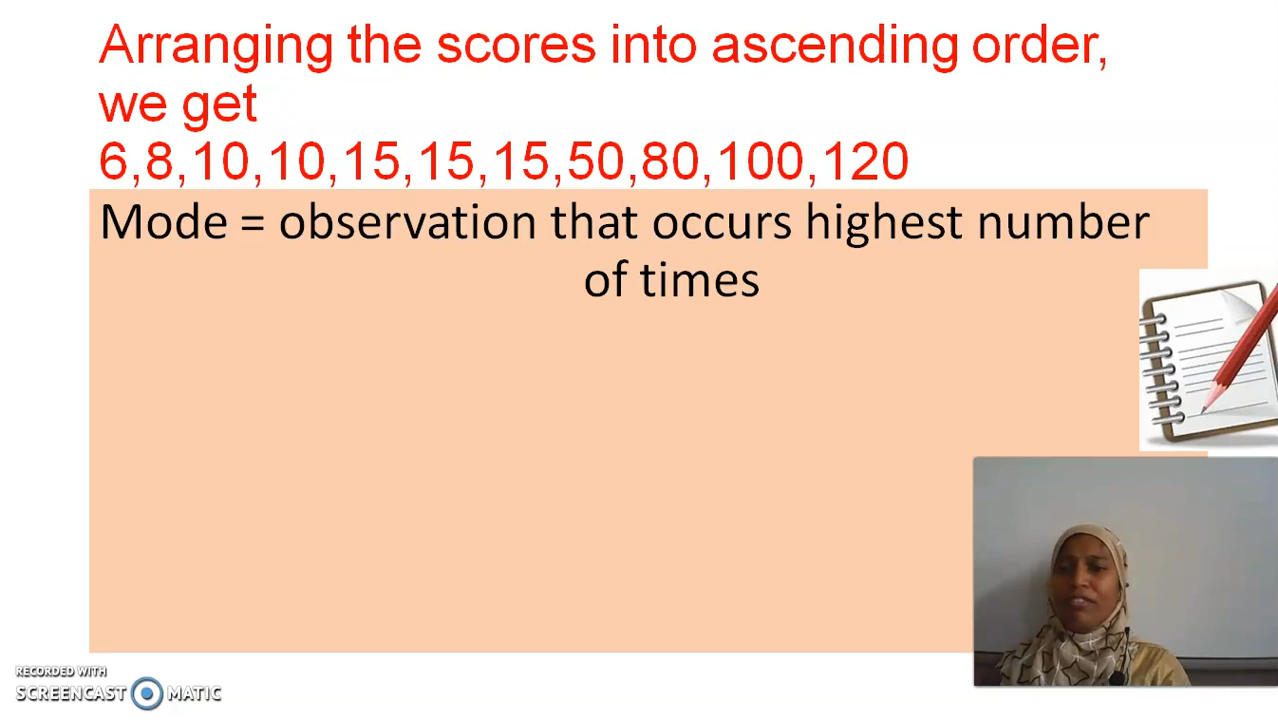 Arranging the scores into ascending order,
we get
6,8,10,10,15,15,15,50,80,100,120
Mode = observation that occurs highest number
of times
RECORDED WITH
SCREENCAST MATIC